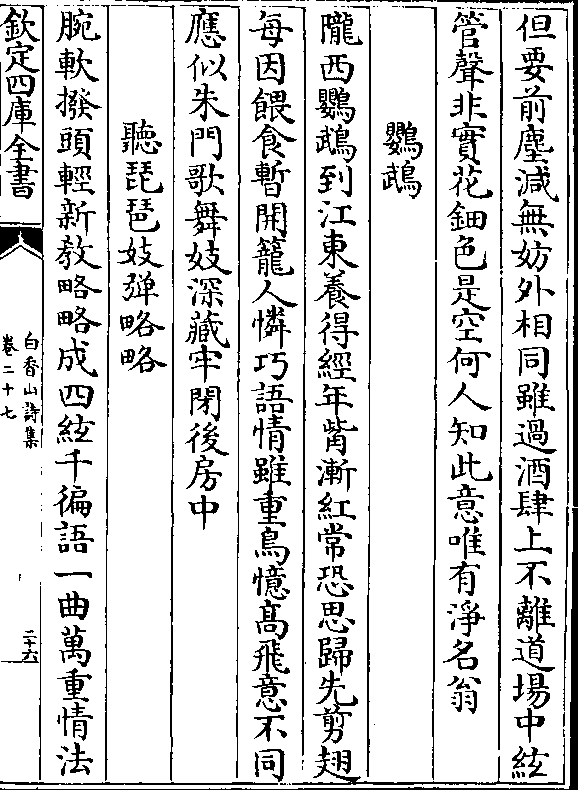 但要前塵減無妨外相同雖過酒肆上不離道場中絃
管聲非實花鈿色是空何人知此意唯有淨名翁
鸚鵡
隴西鸚鵡到江東養得經年觜漸紅常恐思歸先剪翅
每因餵食暫開籠人憐巧語情雖重鳥憶髙飛意不同
應似朱門歌舞妓深藏牢閉後房中
聽琵琶妓弾略略
腕軟撥頭輕新教略略成四絃千徧語一曲萬重情法
欽定四庫全書
白香山詩集
卷二十七
二十六